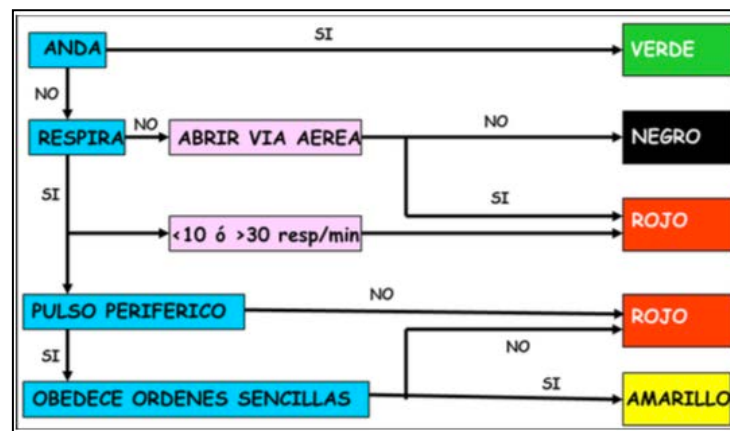 ANDA
SI
VERDE
NO
RESPIRA
NO
ABRIR VIA AEREA
NO
NEGRO
SI
SI
ROJO
<10 ó >30 resp/min
PULSO PERIFERICO
NO
ROJO
SI
NO
OBEDECE ORDENES SENCILLAS
SI
AMARILLO